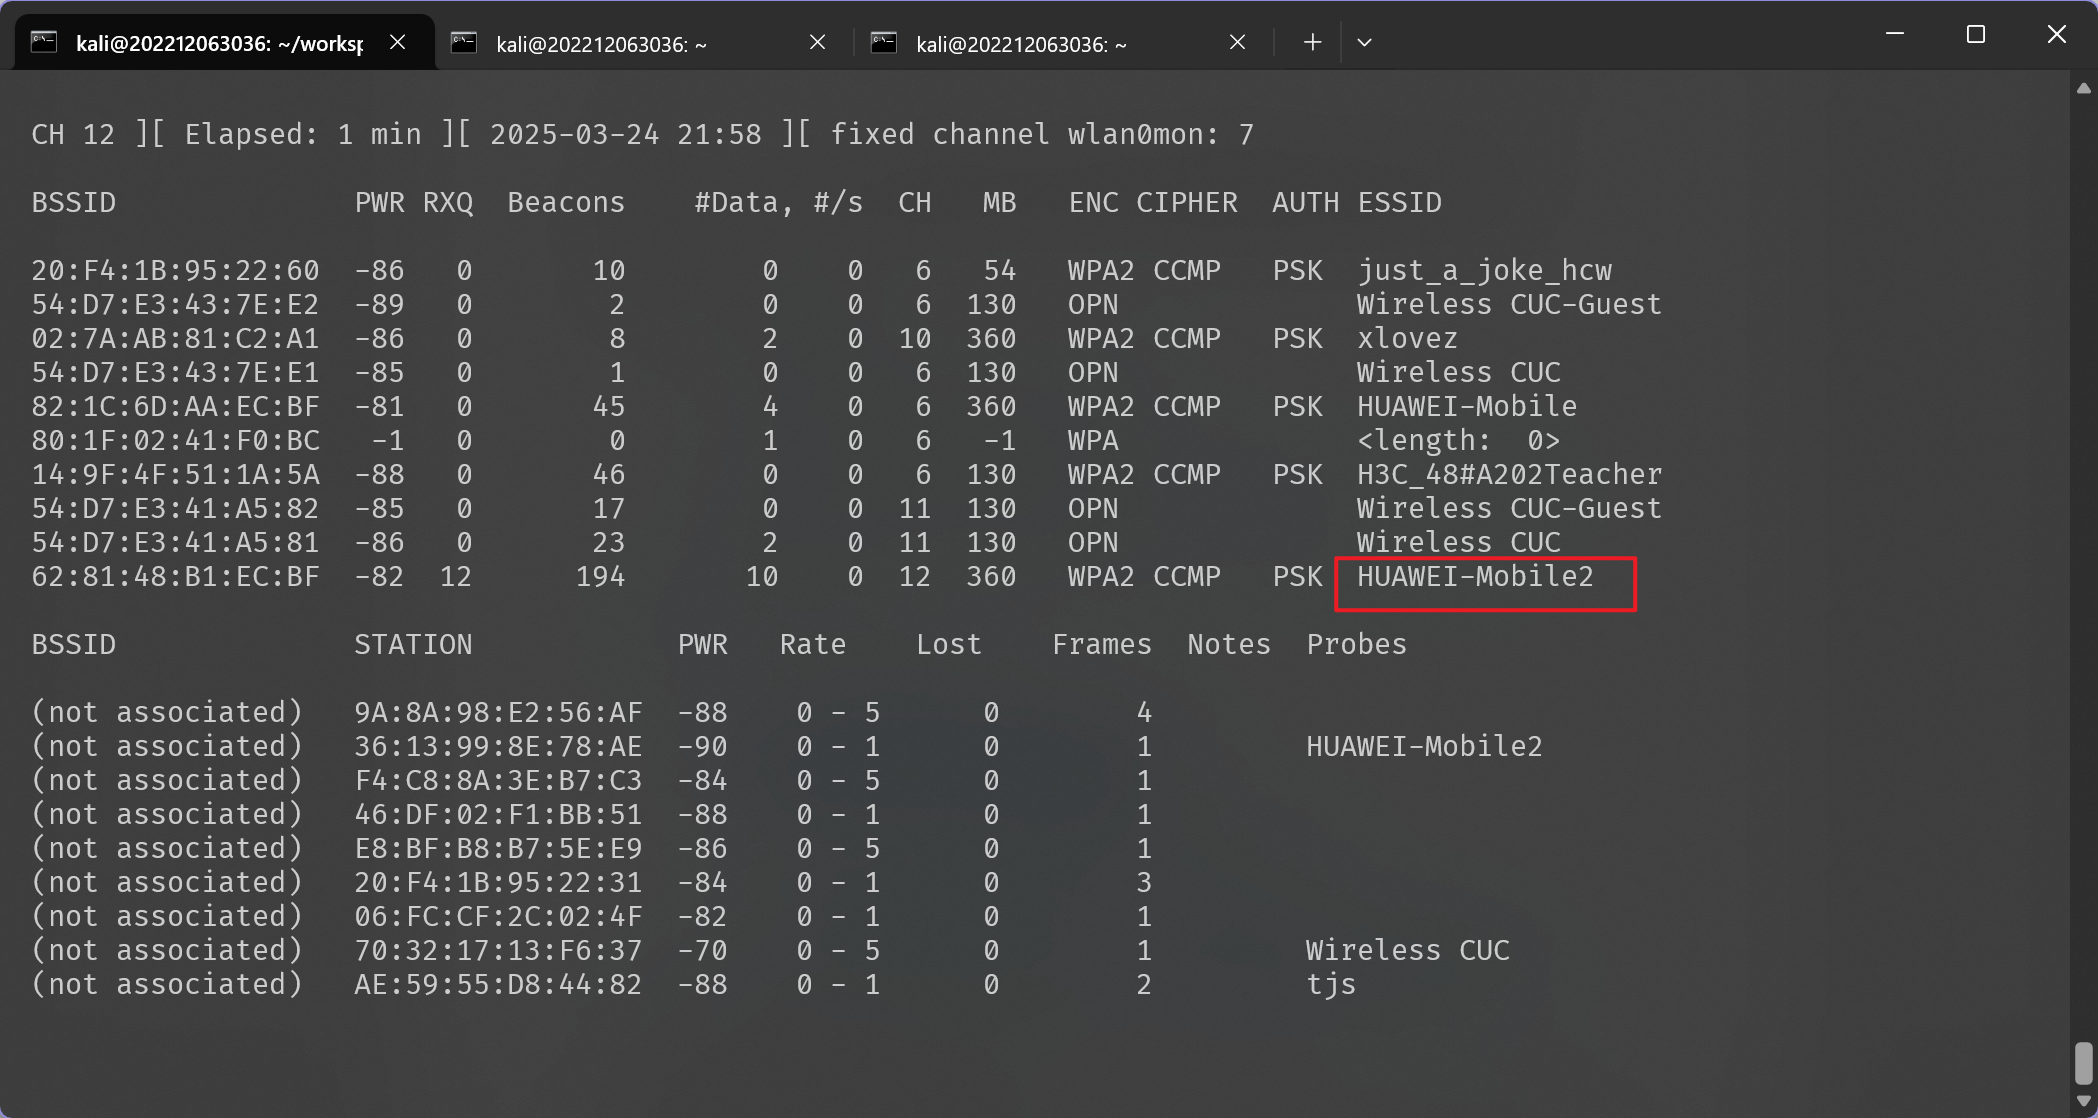 kali@202212063036: ~/worksp
kali@202212063036: ~
kali@202212063036: ~
CH 12 ][ Elapsed: 1 min ][ 2025-03-24 21:58 ][ fixed channel wlan0mon: 7
BSSID PWR RXQ Beacons #Data, #/s CH MB ENC CIPHER AUTH ESSID
20:F4:1B:95:22:60 -86 0 10 0 0 6 54 WPA2 CCMP PSK just_a_joke_hcw
54:D7:E3:43:7E:E2 -89 0 2 0 0 6 130 OPN Wireless CUC-Guest
02:7A:AB:81:C2:A1 -86 0 8 2 0 10 360 WPA2 CCMP PSK xlovez
54:D7:E3:43:7E:E1 -85 0 1 0 0 6 130 OPN Wireless CUC
82:1C:6D:AA:EC:BF -81 0 45 4 0 6 360 WPA2 CCMP PSK HUAWEI-Mobile
80:1F:02:41:F0:BC -1 0 0 1 0 6 -1 WPA <length: 0>
14:9F:4F:51:1A:5A -88 0 46 0 0 6 130 WPA2 CCMP PSK H3C_48#A202Teacher
54:D7:E3:41:A5:82 -85 0 17 0 0 11 130 OPN Wireless CUC-Guest
54:D7:E3:41:A5:81 -86 0 23 2 0 11 130 OPN Wireless CUC
62:81:48:B1:EC:BF -82 12 194 10 0 12 360 WPA2 CCMP PSK HUAWEI-Mobile2
BSSID STATION PWR Rate Lost Frames Notes Probes
(not associated) 9A:8A:98:E2:56:AF -88 0 - 5 0 4
(not associated) 36:13:99:8E:78:AE -90 0 - 1 0 1 HUAWEI-Mobile2
(not associated) F4:C8:8A:3E:B7:C3 -84 0 - 5 0 1
(not associated) 46:DF:02:F1:BB:51 -88 0 - 1 0 1
(not associated) E8:BF:B8:B7:5E:E9 -86 0 - 5 0 1
(not associated) 20:F4:1B:95:22:31 -84 0 - 1 0 3
(not associated) 06:FC:CF:2C:02:4F -82 0 - 1 0 1
(not associated) 70:32:17:13:F6:37 -70 0 - 5 0 1 Wireless CUC
(not associated) AE:59:55:D8:44:82 -88 0 - 1 0 2 tjs